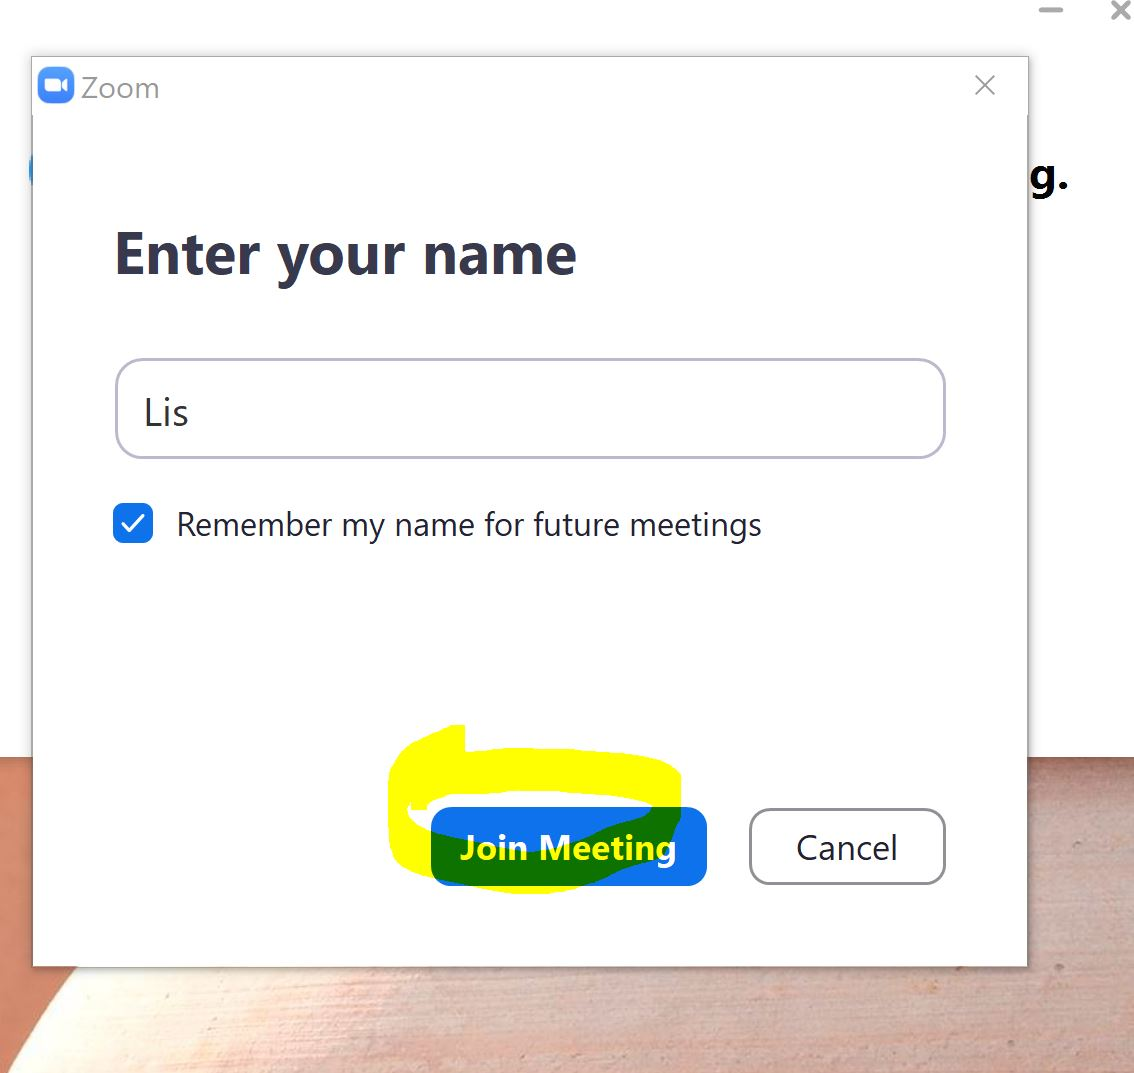 Zoom
g.
Enter your name
Lis
Remember my name for future meetings
Join Meeting
Cancel